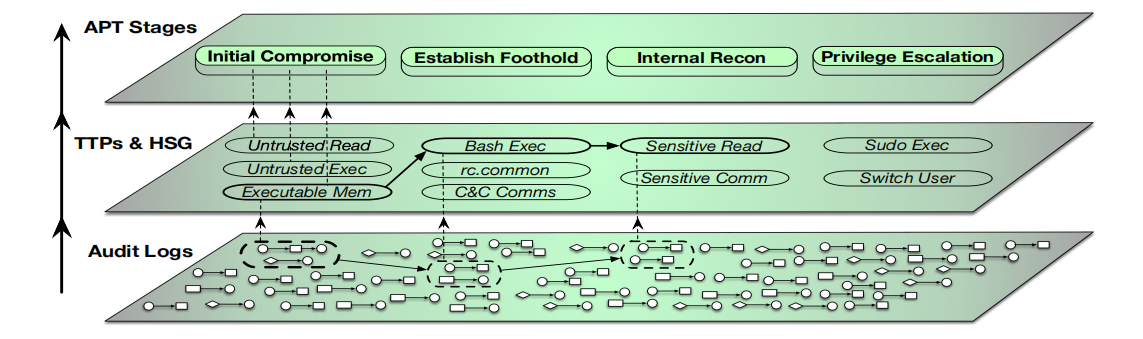 APT Stages
Initial Compromise
Establish Foothold
Internal Recon
Privilege Escalation
TTPs & HSG
Untrusted Read
Bash Exec
Sensitive Read
Sudo Exec
Untrusted Exec
rc.common
Sensitive Comm
Switch User
Executable Mem
C&C Comms
Audit Logs